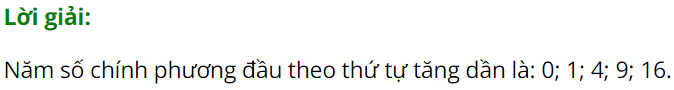 Lời giải:
Năm số chính phương đầu theo thứ tự tăng dần là: 0; 1; 4; 9; 16.